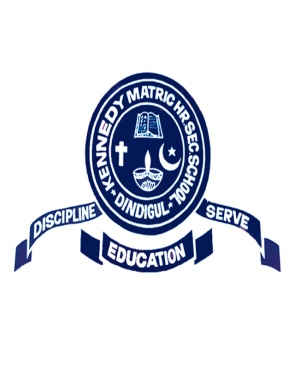 KENNEDY MATRIC HR.SEC.SCHOOL
DINDIGUL
DISCIPLINE
EDUCATION
SERVE